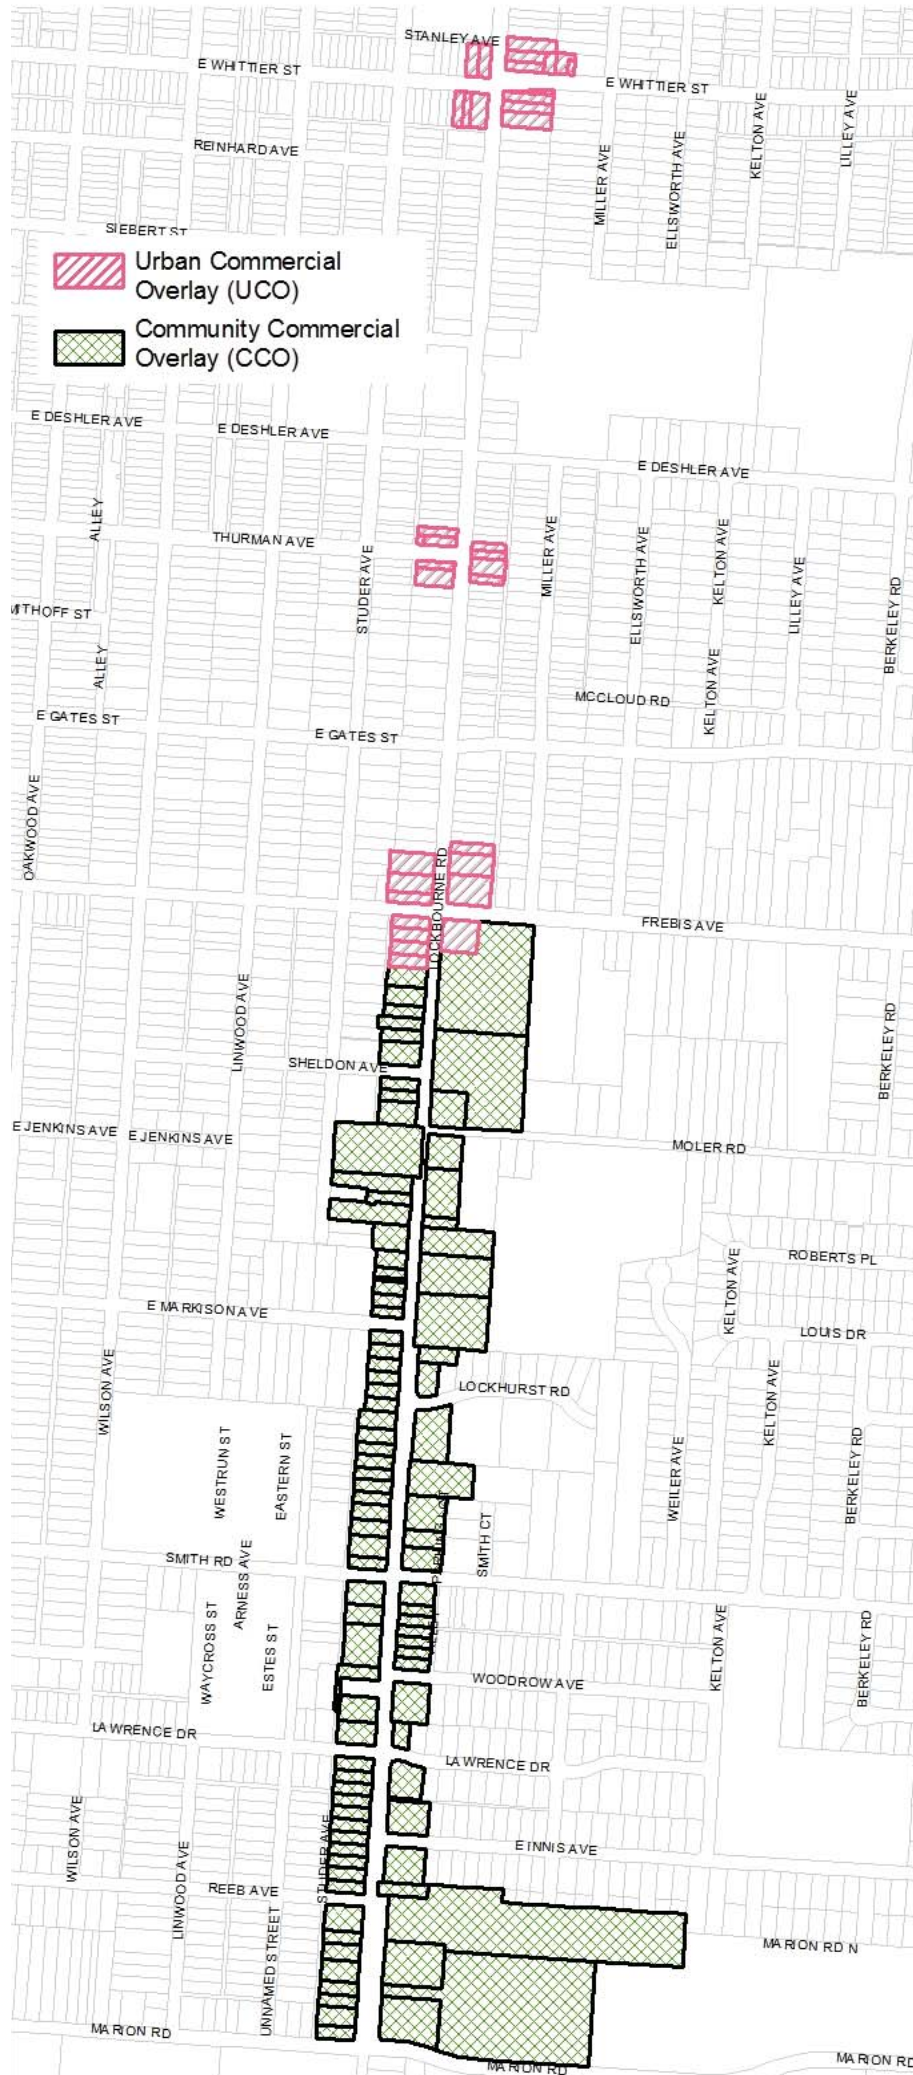 STANLEY AVE
E WHITTIER ST
E WHITTIER ST
KELTON AVE
LILLEY AVE
REINHARD AVE
MILLER AVE
ELLSWORTH AVE
SIEBERT ST
Urban Commercial
Overlay (UCO)
Community Commercial
Overlay (CCO)
E DESHLER AVE
E DESHLER AVE
E DESHLER AVE
ALLEY
THURMAN AVE
STUDER AVE
MILLER AVE
ELLSWORTH AVE
KELTON AVE
LILLEY AVE
BERKELEY RD
MITHOFF ST
ALLEY
KELTON AVE
MCCLOUD RD
E GATES ST
E GATES ST
OAKWOOD AVE
LOCKBOURNE RD
FREBIS AVE
LINWOOD AVE
BERKELEY RD
SHELDON AVE
E JENKINS AVE
E JENKINS AVE
MOLER RD
KELTON AVE
ROBERTS PL
E MARKISON AVE
LOUIS DR
WILSON AVE
LOCKHURST RD
KELTON AVE
WESTRUN ST
EASTERN ST
WEILER AVE
BERKELEY RD
SMITH CT
SMITH RD
ARNESS AVE
WAYCROSS ST
ESTES ST
KELTON AVE
BERKELEY RD
WOODROW AVE
LAWRENCE DR
LAWRENCE DR
WILSON AVE
LINWOOD AVE
STUDER AVE
E INNIS AVE
REEB AVE
UNNAMED STREET
MARION RD N
MARION RD
MARION RD
MARION RD